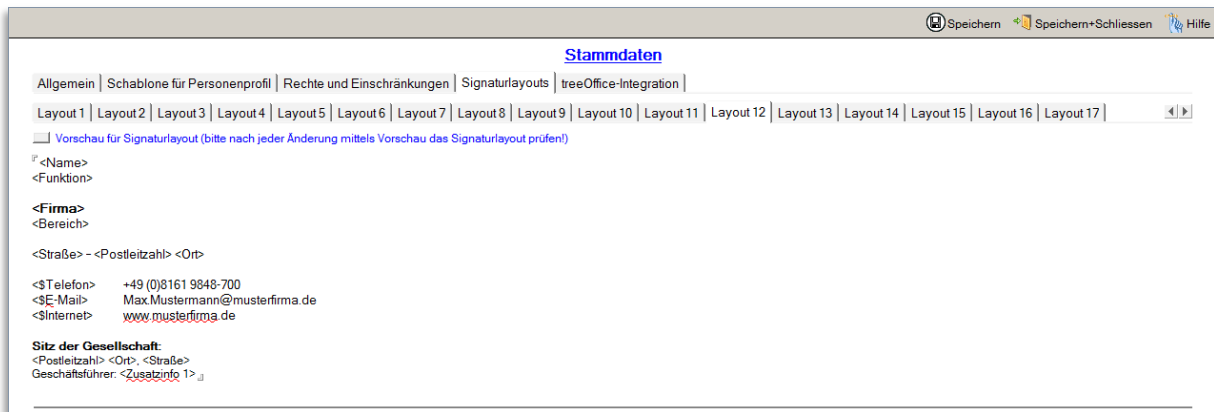 Speichern Speichern+Schliessen Hilfe
Stammdaten
Allgemein Schablone für Personenprofil Rechte und Einschränkungen Signaturlayouts treeOffice-Integration
Layout 1 Layout 2 Layout 3 Layout 4 Layout 5 Layout 6 Layout 7 Layout 8 Layout 9 Layout 10 Layout 11 Layout 12 Layout 13 Layout 14 Layout 15 Layout 16 Layout 17
Vorschau für Signaturlayout (bitte nach jeder Änderung mittels Vorschau das Signaturlayout prüfen!)
<Name>
<Funktion>
<Firma>
<Bereich>
<Straße> – <Postleitzahl> <Ort>
<$Telefon> +49 (0)8161 9848-700
<$E-Mail> Max.Mustermann@musterfirma.de
<$Internet> www.musterfirma.de
Sitz der Gesellschaft:
<Postleitzahl> <Ort>, <Straße>
Geschäftsführer: <Zusatzinfo 1>